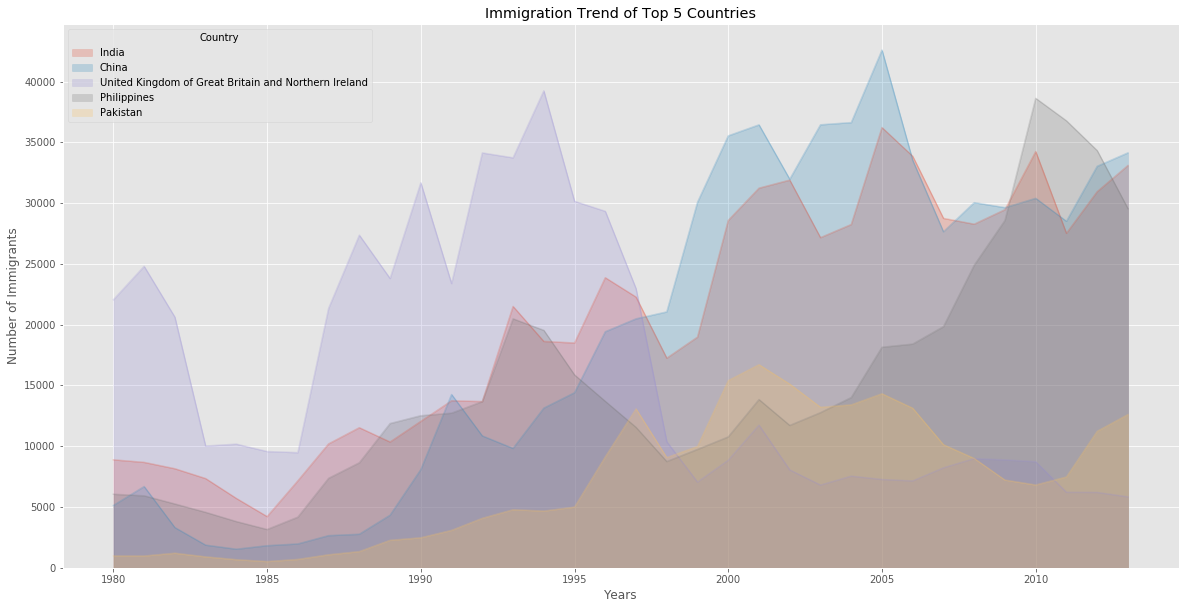 Immigration Trend of Top 5 Countries
Country
India
China
United Kingdom of Great Britain and Northern Ireland
Philippines
Pakistan
Number of Immigrants
40000
35000
30000
25000
20000
15000
10000
5000
0
1980 1985 1990 1995 2000 2005 2010
Years